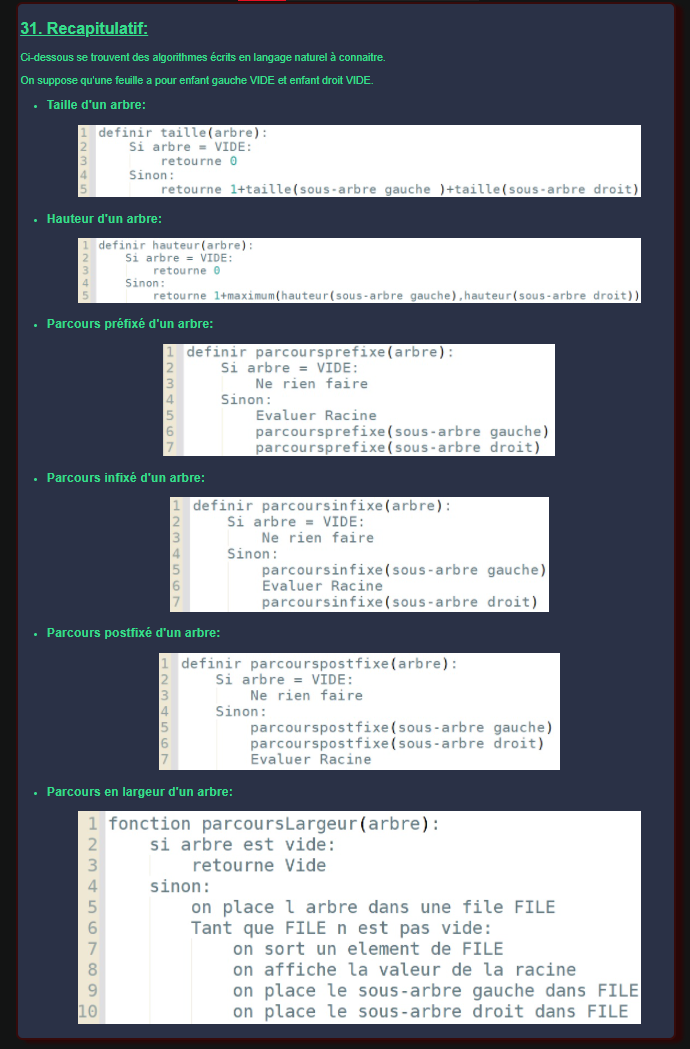 31. Recapitulatif:
Ci-dessous se trouvent des algorithmes écrits en langage naturel à connaitre.
On suppose qu'une feuille a pour enfant gauche VIDE et enfant droit VIDE.
• Taille d'un arbre:
1 definir taille(arbre):
2 Si arbre = VIDE:
3 retourne 0
4 Sinon:
5 retourne 1+taille(sous-arbre gauche )+taille(sous-arbre droit)
• Hauteur d'un arbre:
1 definir hauteur(arbre):
2 Si arbre = VIDE:
3 retourne 0
4 Sinon:
5 retourne 1+maximum(hauteur(sous-arbre gauche),hauteur(sous-arbre droit))
• Parcours préfixé d'un arbre:
1 definir parcoursprefixe(arbre):
2 Si arbre = VIDE:
3 Ne rien faire
4 Sinon:
5 Evaluer Racine
6 parcoursprefixe(sous-arbre gauche)
7 parcoursprefixe(sous-arbre droit)
• Parcours infixé d'un arbre:
1 definir parcoursinfixe(arbre):
2 Si arbre = VIDE:
3 Ne rien faire
4 Sinon:
5 parcoursinfixe(sous-arbre gauche)
6 Evaluer Racine
7 parcoursinfixe(sous-arbre droit)
• Parcours postfixé d'un arbre:
1 definir parcourspostfixe(arbre):
2 Si arbre = VIDE:
3 Ne rien faire
4 Sinon:
5 parcourspostfixe(sous-arbre gauche)
6 parcourspostfixe(sous-arbre droit)
7 Evaluer Racine
• Parcours en largeur d'un arbre:
1 fonction parcoursLargeur(arbre):
2 si arbre est vide:
3 retourne Vide
4 sinon:
5 on place l arbre dans une file FILE
6 Tant que FILE n est pas vide:
7 on sort un element de FILE
8 on affiche la valeur de la racine
9 on place le sous-arbre gauche dans FILE
10 on place le sous-arbre droit dans FILE